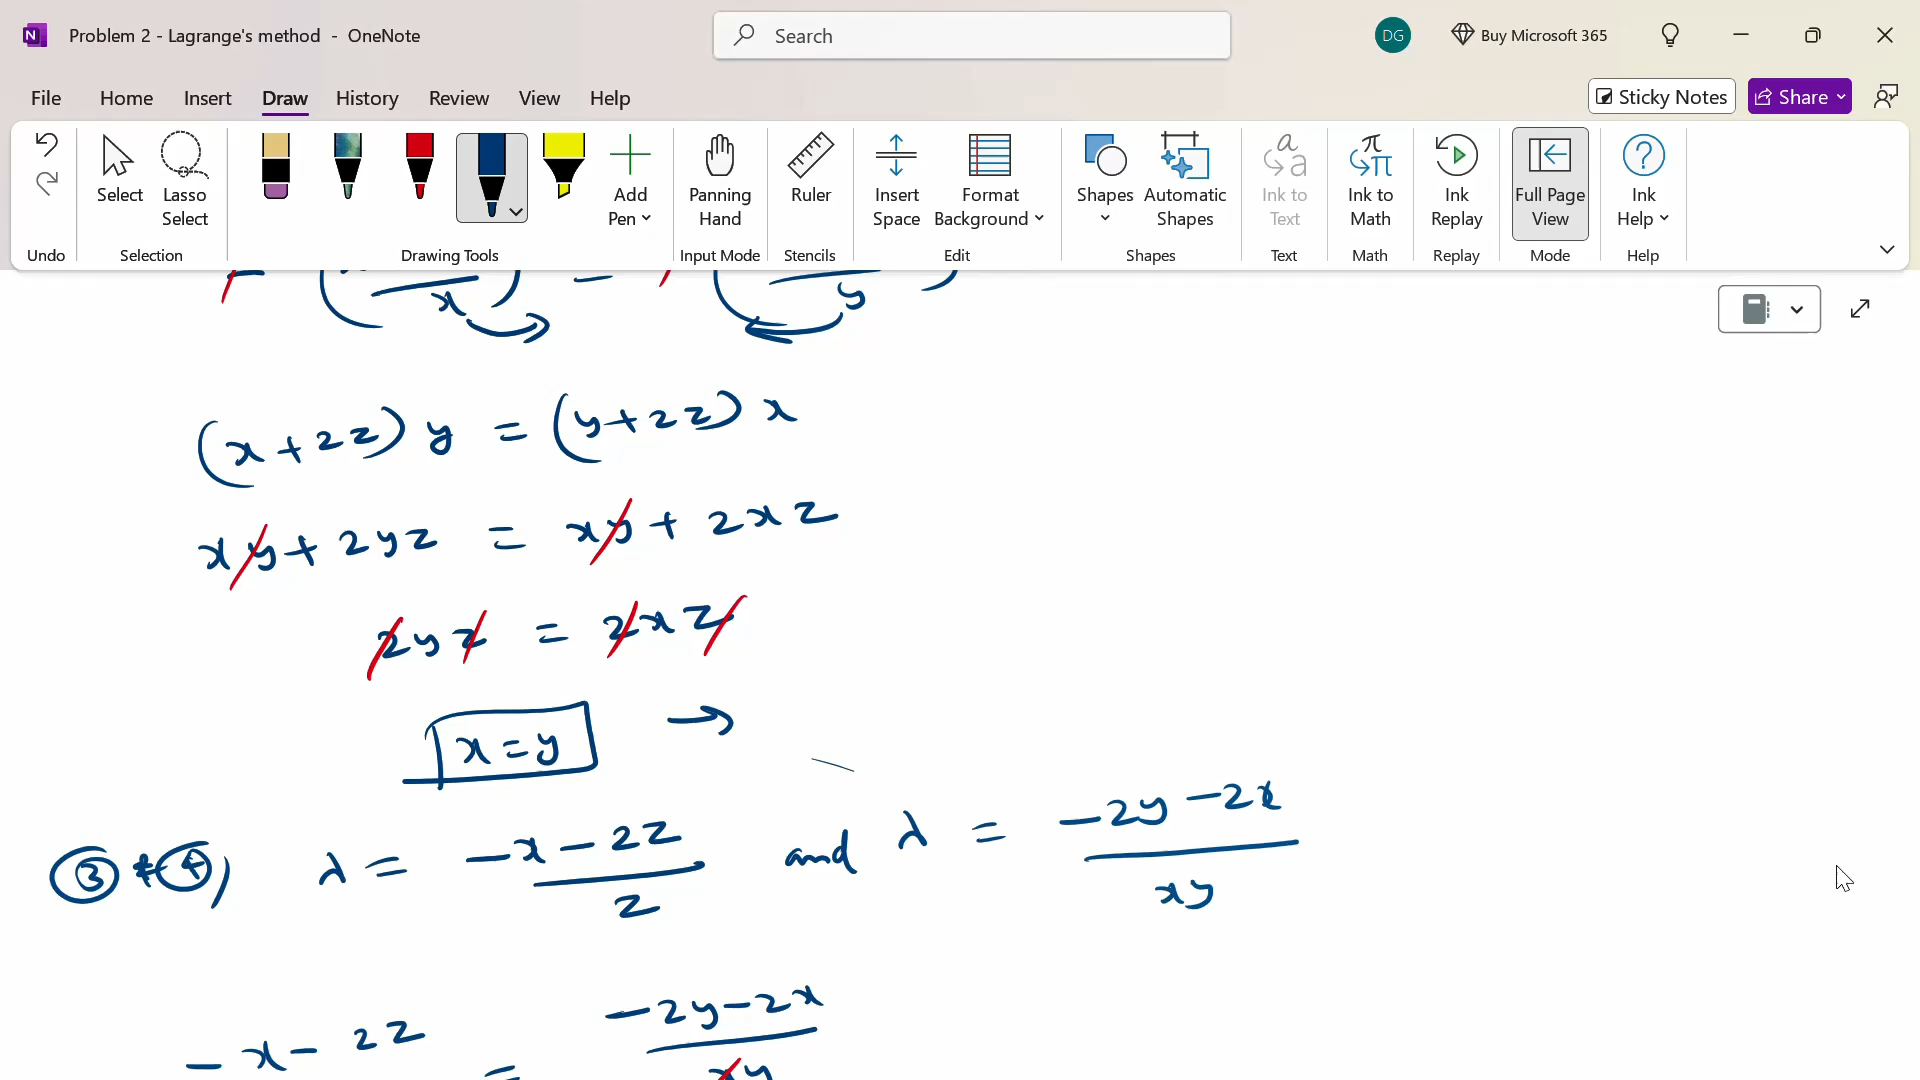 Problem 2 - Lagrange's method - OneNote
Search
DG
Buy Microsoft 365
File Home Insert Draw History Review View Help
Sticky Notes
Share
Undo
Select
Lasso Select
Selection
Drawing Tools
Add Pen
Panning Hand
Input Mode
Ruler
Stencils
Insert Space
Format Background
Edit
Shapes
Automatic Shapes
Shapes
Ink to Text
Text
Ink to Math
Math
Ink Replay
Replay
Full Page View
Mode
Ink Help
Help
x = y
(x+2z) y = (y+2z) x
xy + 2yz = xy + 2xz
2yz = 2xz
x = y →
③ & ④) λ = -x-2z / z and λ = -2y-2x / xy
-x-2z = -2y-2x / xy